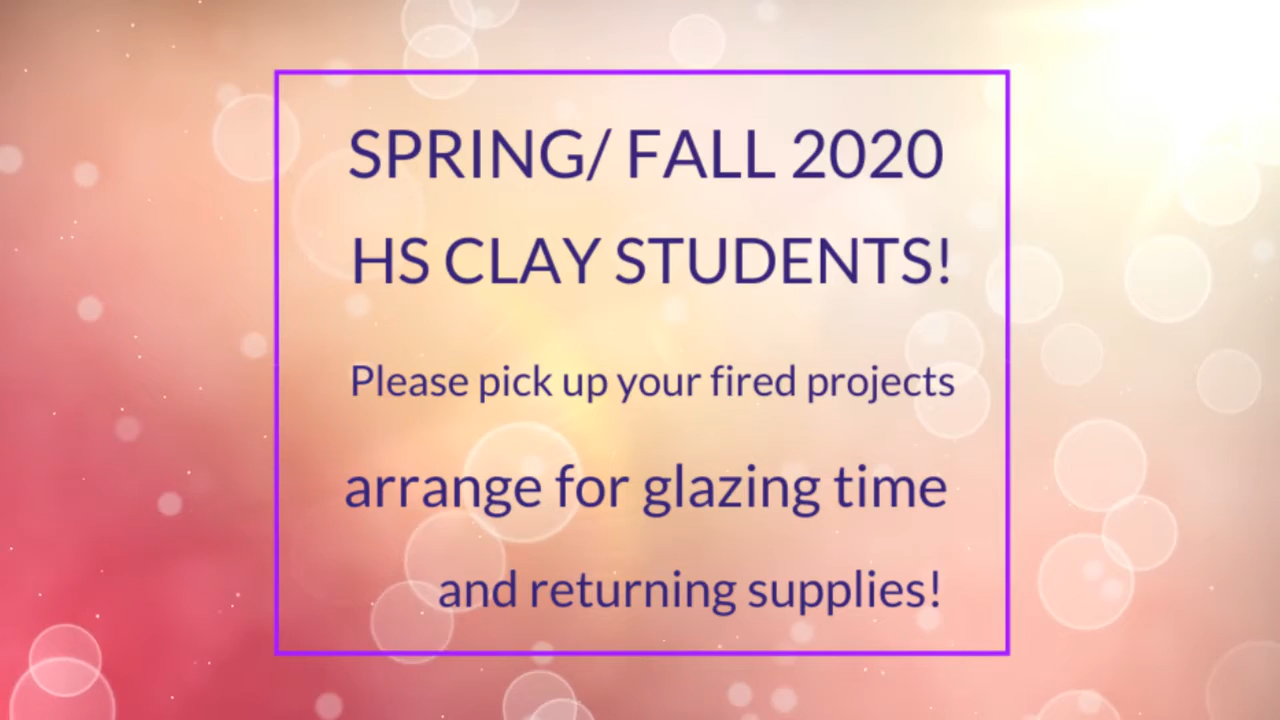 SPRING/ FALL 2020
HS CLAY STUDENTS!
Please pick up your fired projects
arrange for glazing time
and returning supplies!